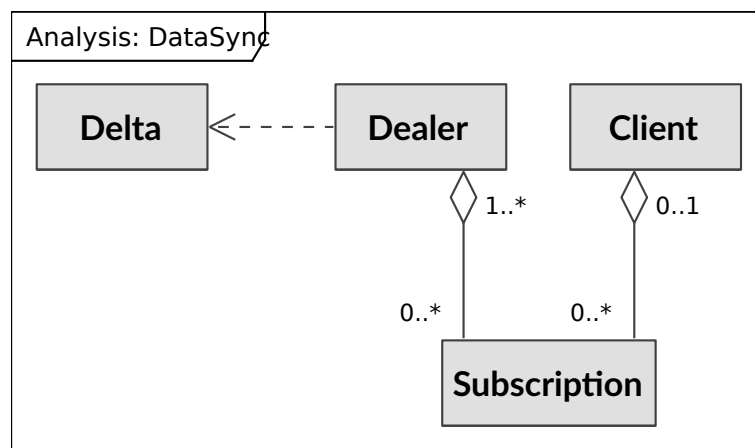 Analysis: DataSync
Delta
Dealer
Client
1..*
0..1
0..*
0..*
Subscription